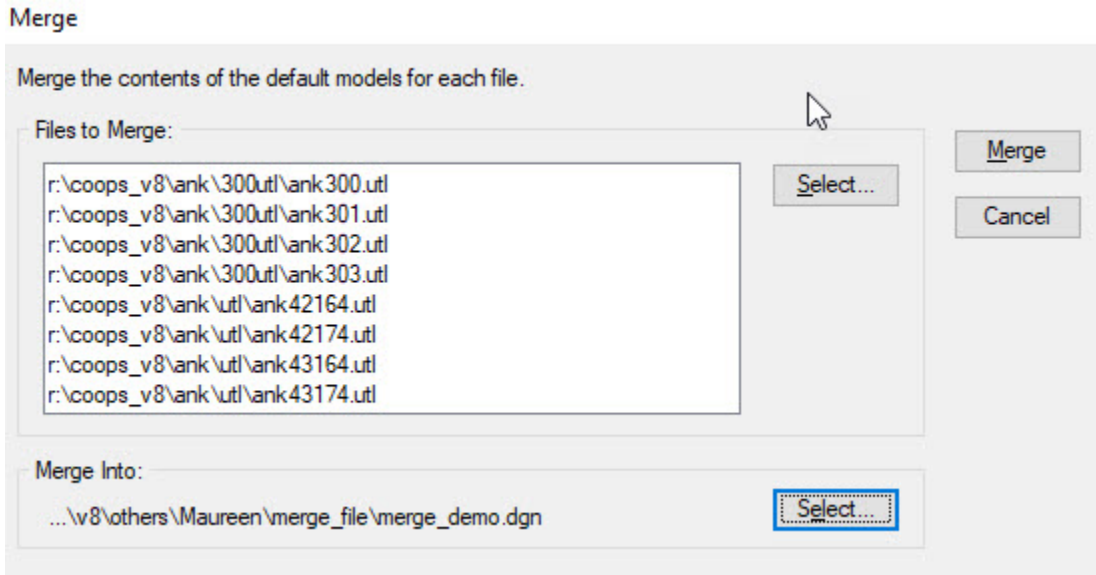 Merge
Merge the contents of the default models for each file.
Files to Merge:
r:\coops_v8\ank\300utl\ank300.utl
r:\coops_v8\ank\300utl\ank301.utl
r:\coops_v8\ank\300utl\ank302.utl
r:\coops_v8\ank\300utl\ank303.utl
r:\coops_v8\ank\utl\ank42164.utl
r:\coops_v8\ank\utl\ank42174.utl
r:\coops_v8\ank\utl\ank43164.utl
r:\coops_v8\ank\utl\ank43174.utl
Select...
Merge
Cancel
Merge Into:
...\v8\others\Maureen\merge_file\merge_demo.dgn
Select...